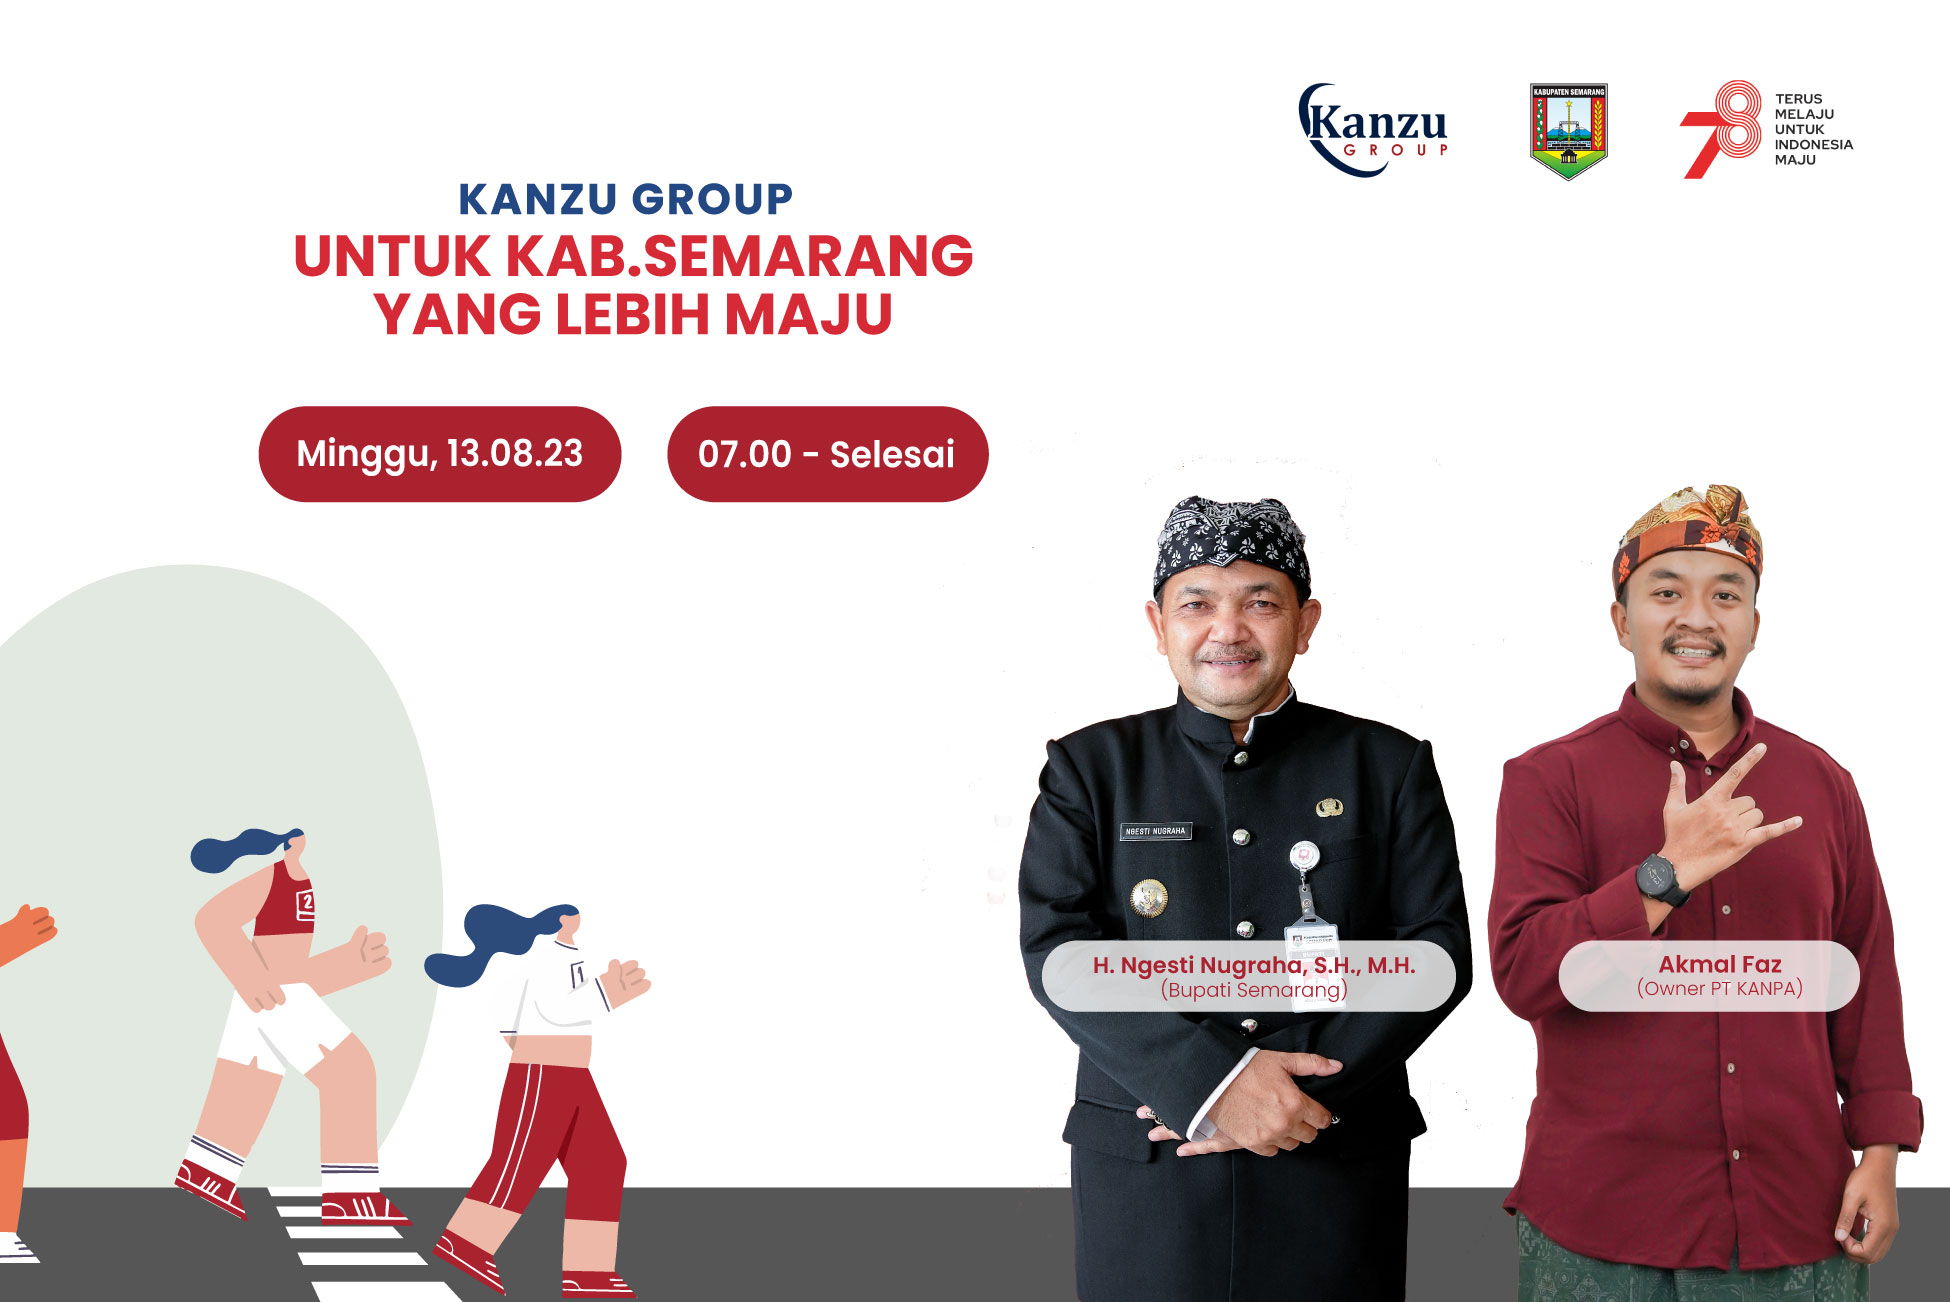 Kanzu
GROUP
KABUPATEN SEMARANG
78
TERUS
MELAJU
UNTUK
INDONESIA
MAJU
KANZU GROUP
UNTUK KAB.SEMARANG
YANG LEBIH MAJU
Minggu, 13.08.23
07.00 - Selesai
2
1
NGESTI NUGRAHA
H. Ngesti Nugraha, S.H., M.H.
(Bupati Semarang)
Akmal Faz
(Owner PT KANPA)